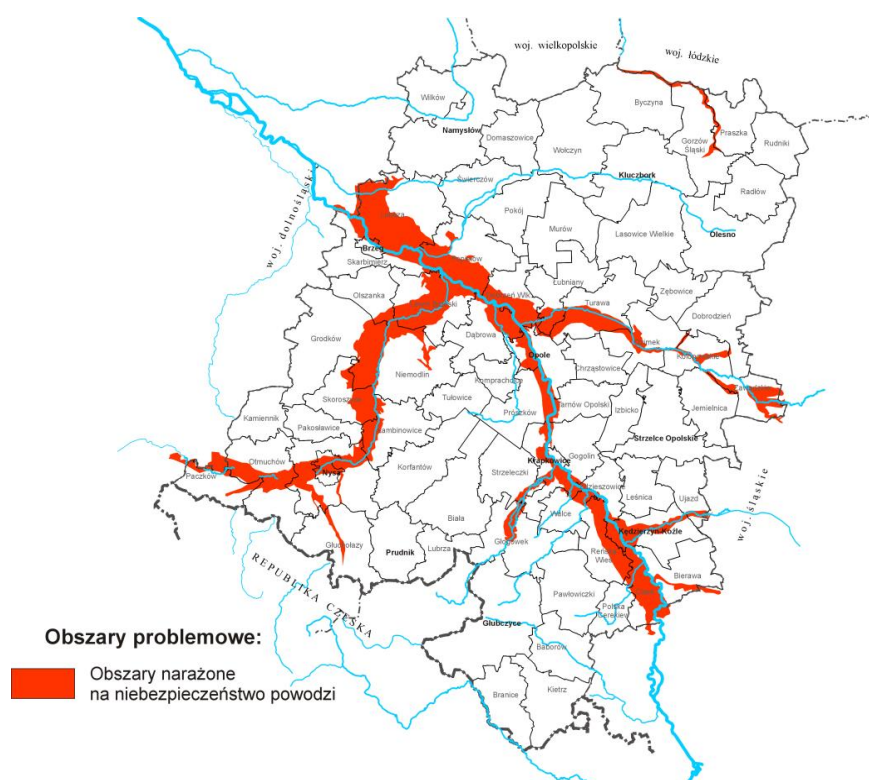 woj. wielkopolskie
woj. łódzkie
Wilków
Byczyna
Namysłów
Domaszowice
Wołczyn
Gorzów
Śląski
Praszka
Rudniki
Świerczów
Kluczbork
Radłów
woj. dolnośląskie
Pokój
Murów
Lasowice Wielkie
Olesno
Brzeg
Skarbimierz
Olszanka
Łubniany
Turawa
Zębowice
Dobrodzień
Grodków
Dąbrowa
Niemodlin
Opole
Chrząstowice
Komprachcice
Tułowice
Prószków
Tarnów Opolski
Izbicko
Jemielnica
Kamiennik
Skoroszyce
Pakosławice
Łambinowice
Strzelce Opolskie
Otmuchów
Paczków
Nysa
Korfantów
Strzeleczki
Krapkowice
Gogolin
Zdzieszowice
Leśnica
Ujazd
woj. śląskie
Biała
Walce
Głogówek
Kędzierzyn Koźle
Głuchołazy
Prudnik
Lubrza
Reńska
Wieś
Bierawa
REPUBLIKA CZESKA
Pawłowiczki
Polska
Cerekiew
Głubczyce
Baborów
Branice
Kietrz
Obszary problemowe:
Obszary narażone
na niebezpieczeństwo powodzi